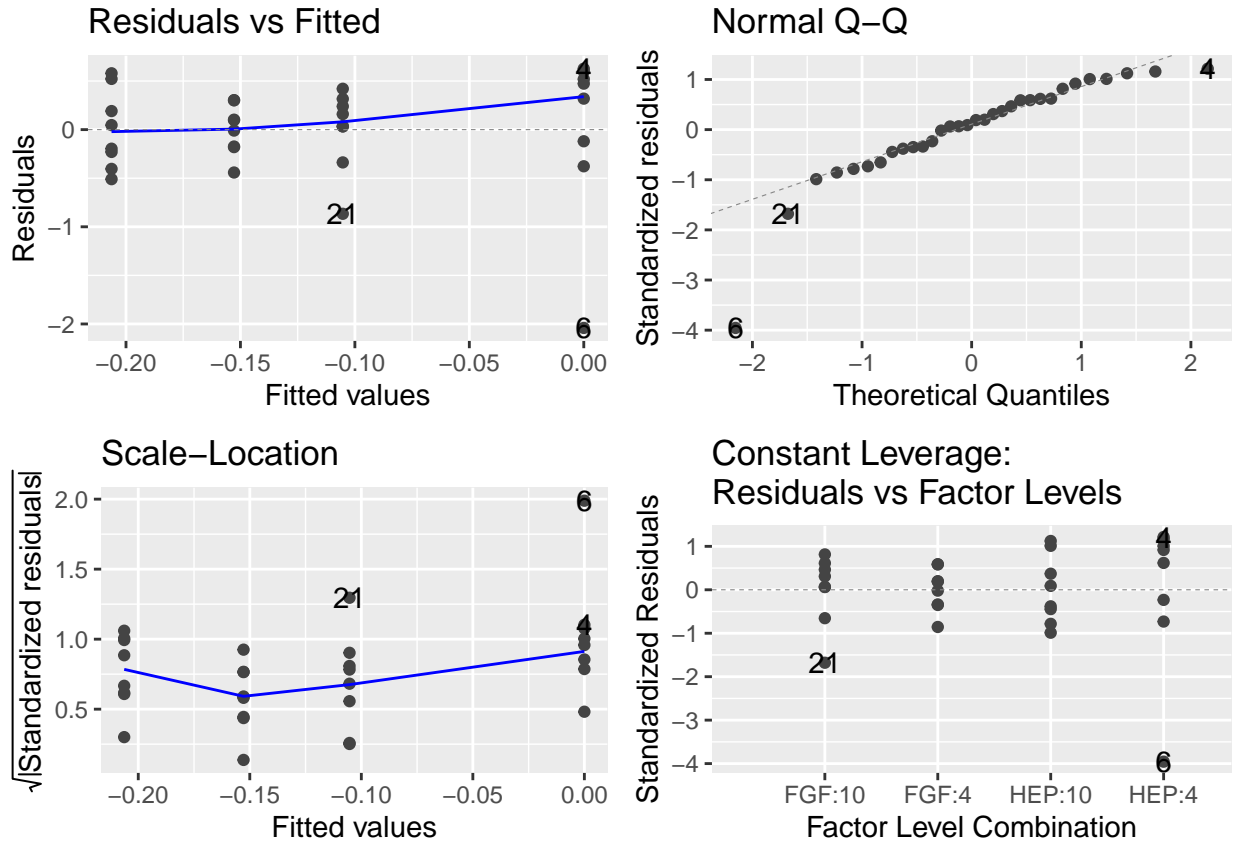 Residuals vs Fitted
Residuals
0
−1
−2
4
21
6
−0.20
−0.15
−0.10
−0.05
0.00
Fitted values
Normal Q−Q
Standardized residuals
1
0
−1
−2
−3
−4
4
21
6
−2
−1
0
1
2
Theoretical Quantiles
Scale−Location
√|Standardized residuals|
2.0
1.5
1.0
0.5
6
21
4
−0.20
−0.15
−0.10
−0.05
0.00
Fitted values
Constant Leverage:
Residuals vs Factor Levels
Standardized Residuals
1
0
−1
−2
−3
−4
4
21
6
FGF:10
FGF:4
HEP:10
HEP:4
Factor Level Combination